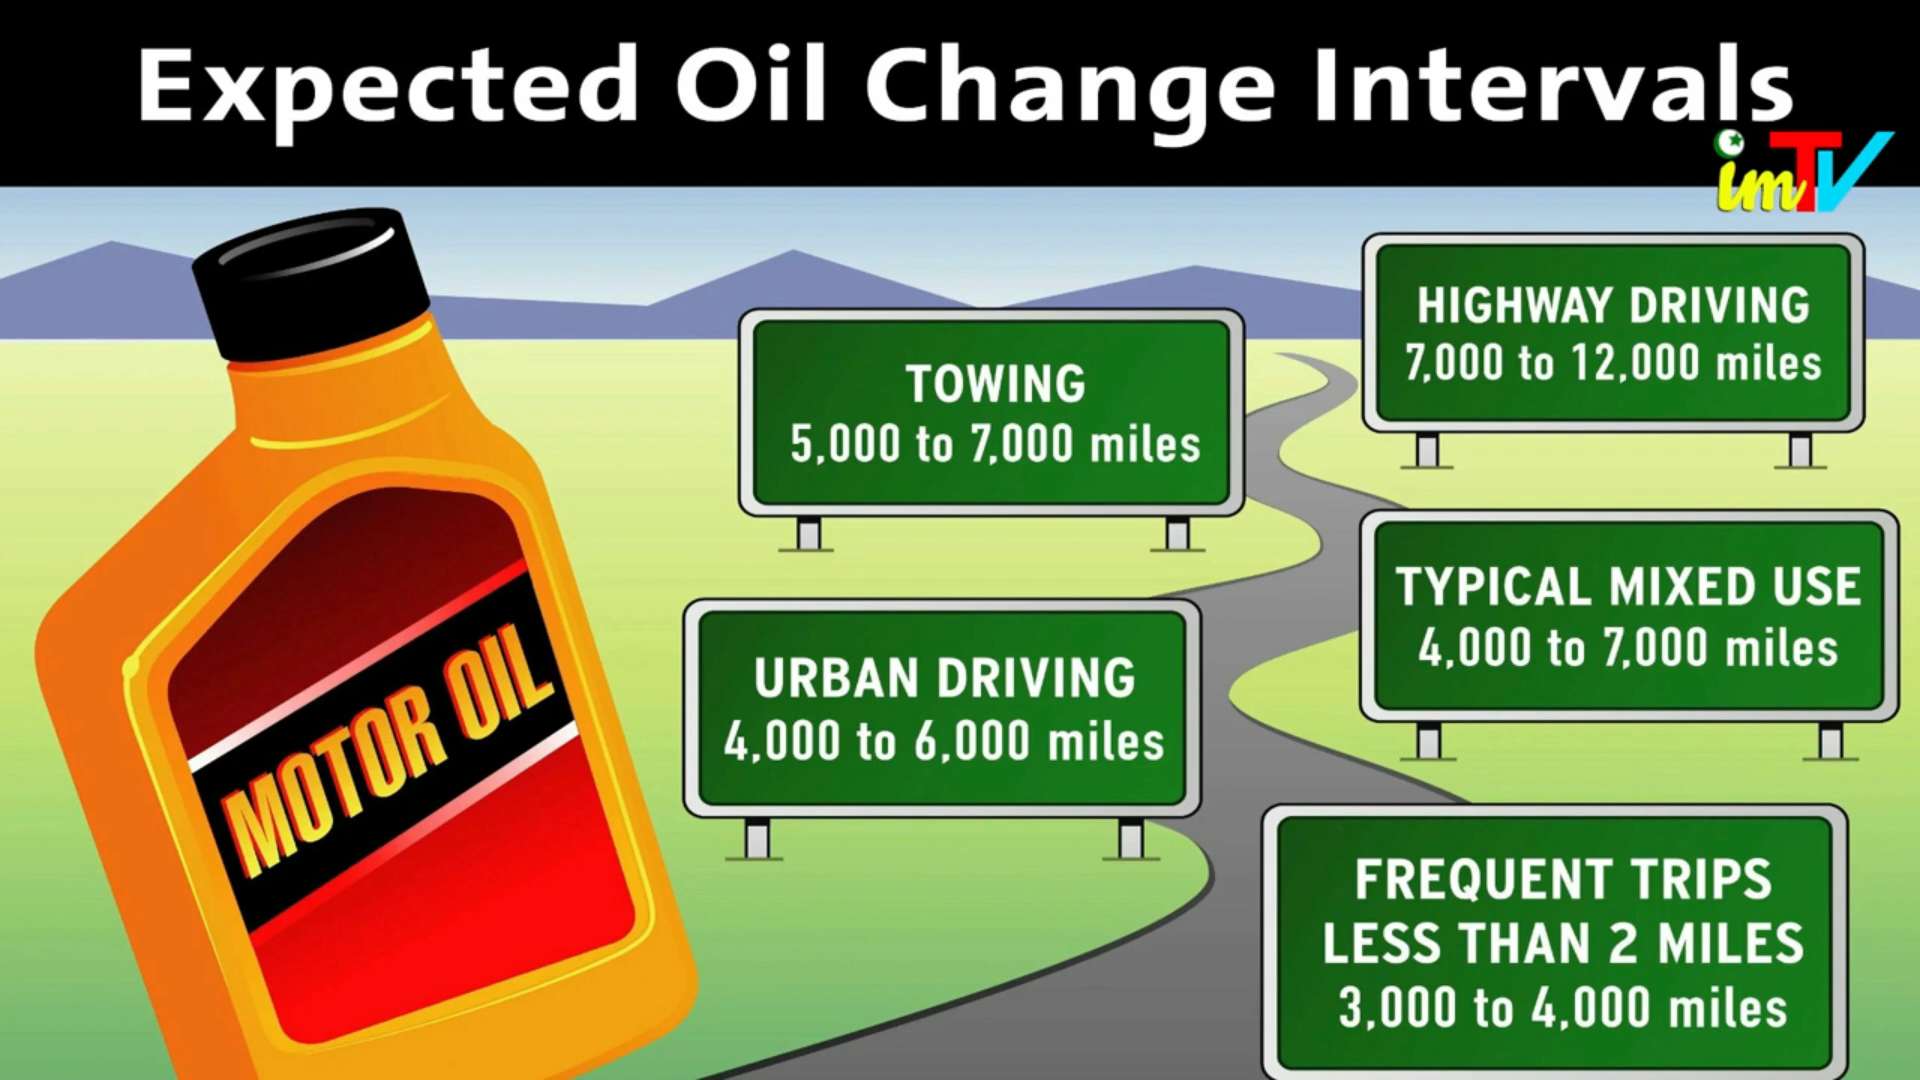 Expected Oil Change Intervals
imTV
HIGHWAY DRIVING
7,000 to 12,000 miles
TOWING
5,000 to 7,000 miles
TYPICAL MIXED USE
4,000 to 7,000 miles
URBAN DRIVING
4,000 to 6,000 miles
FREQUENT TRIPS
LESS THAN 2 MILES
3,000 to 4,000 miles
MOTOR OIL